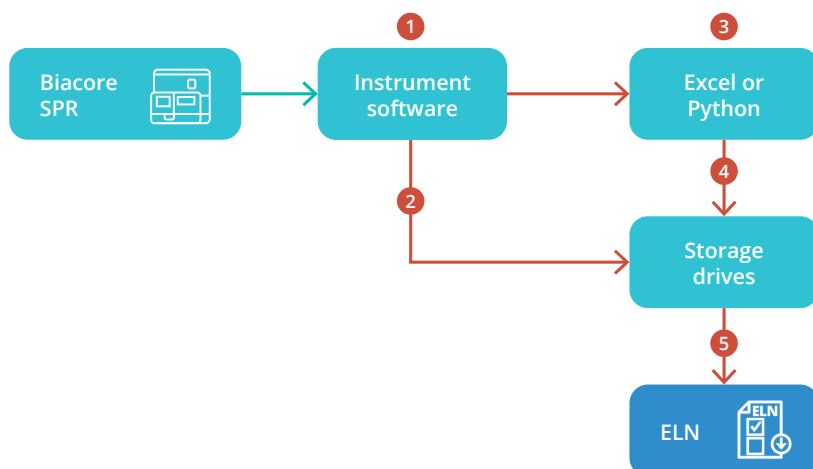 1
3
Biacore
SPR
Instrument
software
Excel or
Python
2
4
Storage
drives
5
ELN
ELN